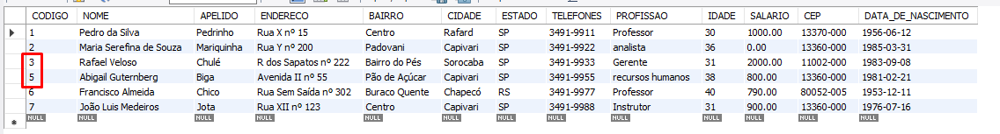 CODIGO NOME APELIDO ENDERECO BAIRRO CIDADE ESTADO TELEFONES PROFISSAO IDADE SALARIO CEP DATA_DE_NASCIMENTO
1 Pedro da Silva Pedrinho Rua X nº 15 Centro Rafard SP 3491-9911 Professor 30 1000.00 13370-000 1956-06-12
2 Maria Serefina de Souza Mariquinha Rua Y nº 200 Padovani Capivari SP 3491-9922 analista 36 0.00 13360-000 1985-03-31
3 Rafael Veloso Chulé R dos Sapatos nº 222 Bairro do Pés Sorocaba SP 3491-9933 Gerente 31 2000.00 11002-000 1983-09-08
5 Abigail Guternberg Biga Avenida II nº 55 Pão de Açúcar Capivari SP 3491-9955 recursos humanos 38 800.00 13360-000 1981-02-21
6 Francisco Almeida Chico Rua Sem Saída nº 302 Buraco Quente Chapecó RS 3491-9977 Professor 40 790.00 80052-005 1953-12-11
7 João Luis Medeiros Jota Rua XII nº 123 Centro Capivari SP 3491-9988 Instrutor 31 900.00 13360-000 1976-07-16
NULL NULL NULL NULL NULL NULL NULL NULL NULL NULL NULL NULL NULL